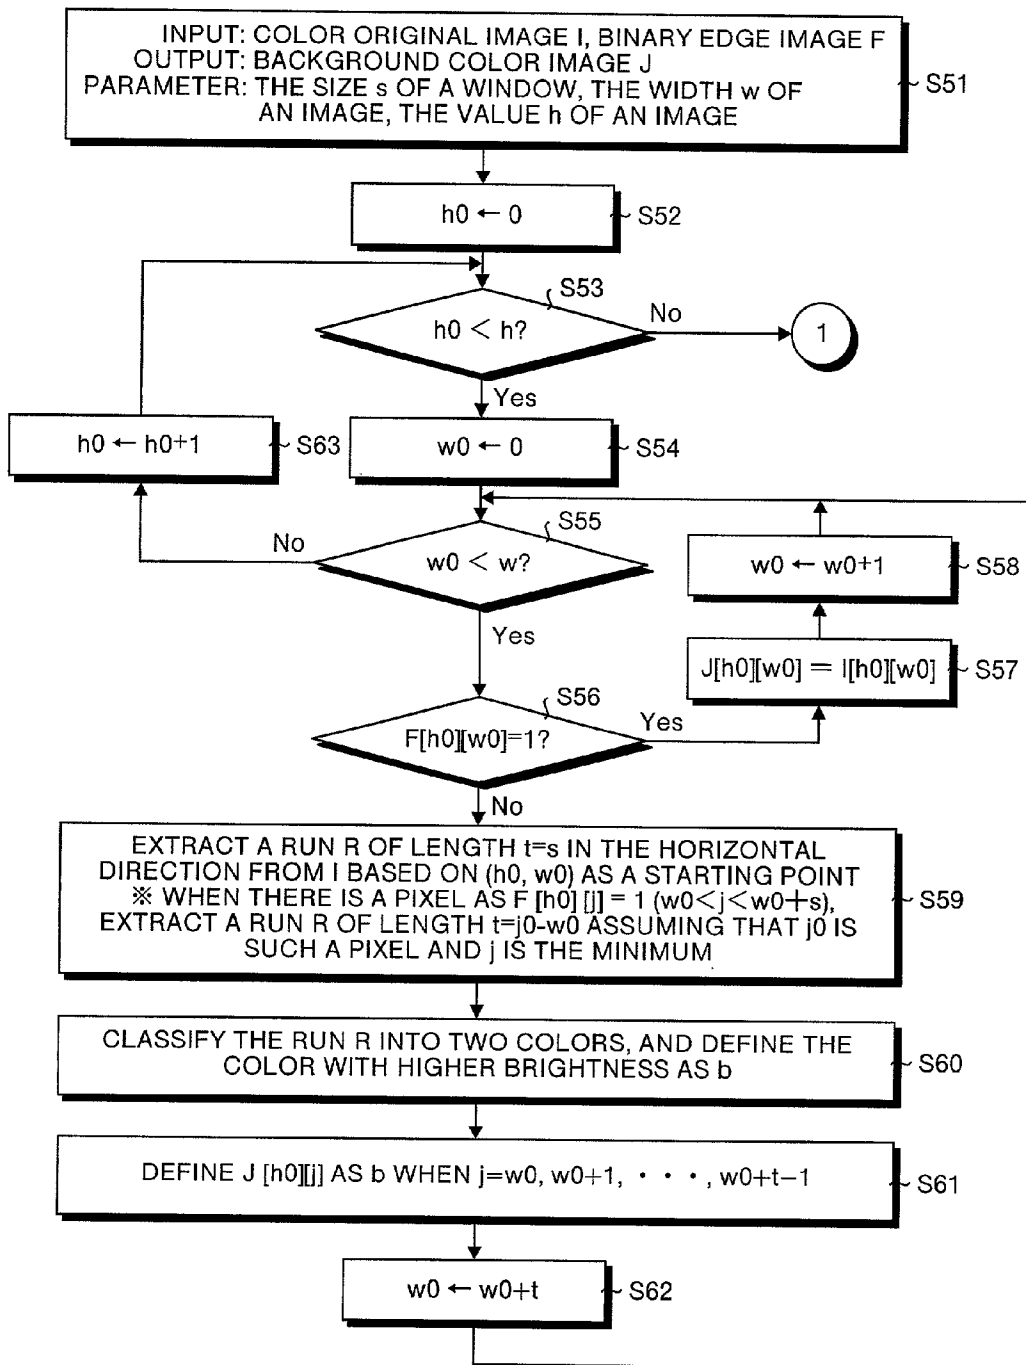 INPUT: COLOR ORIGINAL IMAGE I, BINARY EDGE IMAGE F
OUTPUT: BACKGROUND COLOR IMAGE J
PARAMETER: THE SIZE s OF A WINDOW, THE WIDTH w OF
AN IMAGE, THE VALUE h OF AN IMAGE
S51
h0 ← 0
S52
S53
h0 < h?
No
1
Yes
h0 ← h0+1
S63
w0 ← 0
S54
S55
w0 < w?
No
Yes
w0 ← w0+1
S58
J[h0][w0] = I[h0][w0]
S57
S56
F[h0][w0]=1?
Yes
No
EXTRACT A RUN R OF LENGTH t=s IN THE HORIZONTAL
DIRECTION FROM I BASED ON (h0, w0) AS A STARTING POINT
※ WHEN THERE IS A PIXEL AS F [h0] [j] = 1 (w0<j<w0+s),
EXTRACT A RUN R OF LENGTH t=j0-w0 ASSUMING THAT j0 IS
SUCH A PIXEL AND j IS THE MINIMUM
S59
CLASSIFY THE RUN R INTO TWO COLORS, AND DEFINE THE
COLOR WITH HIGHER BRIGHTNESS AS b
S60
DEFINE J [h0][j] AS b WHEN j=w0, w0+1, ・・・, w0+t−1
S61
w0 ← w0+t
S62